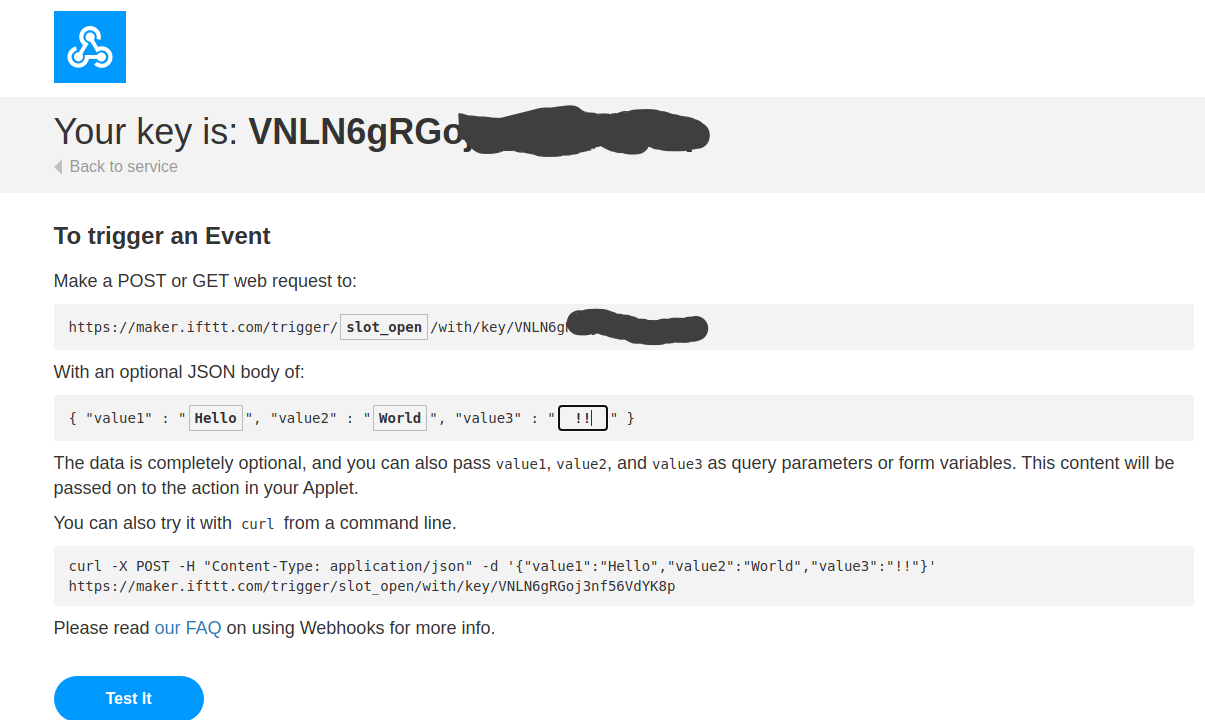 Your key is: VNLN6gRGo
Back to service
To trigger an Event
Make a POST or GET web request to:
https://maker.ifttt.com/trigger/ slot_open /with/key/VNLN6g
With an optional JSON body of:
{ "value1" : " Hello ", "value2" : " World ", "value3" : " !! " }
The data is completely optional, and you can also pass value1, value2, and value3 as query parameters or form variables. This content will be
passed on to the action in your Applet.
You can also try it with curl from a command line.
curl -X POST -H "Content-Type: application/json" -d '{"value1":"Hello","value2":"World","value3":"!!"}'
https://maker.ifttt.com/trigger/slot_open/with/key/VNLN6gRGoj3nf56VdYK8p
Please read our FAQ on using Webhooks for more info.
Test It